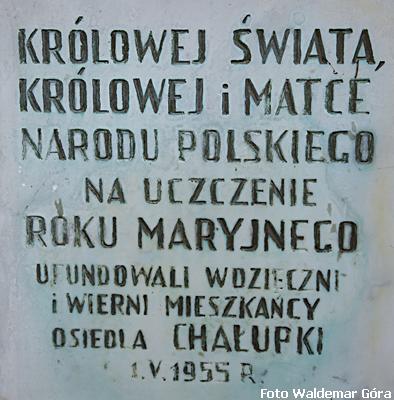 KRÓLOWEJ ŚWIATA,
KRÓLOWEJ i MATCE
NARODU POLSKIEGO
NA UCZCZENIE
ROKU MARYJNEGO
UFUNDOWALI WDZIĘCZNI
i WIERNI MIESZKAŃCY
OSIEDLA CHAŁUPKI
1.V.1955 R.
Foto Waldemar Góra